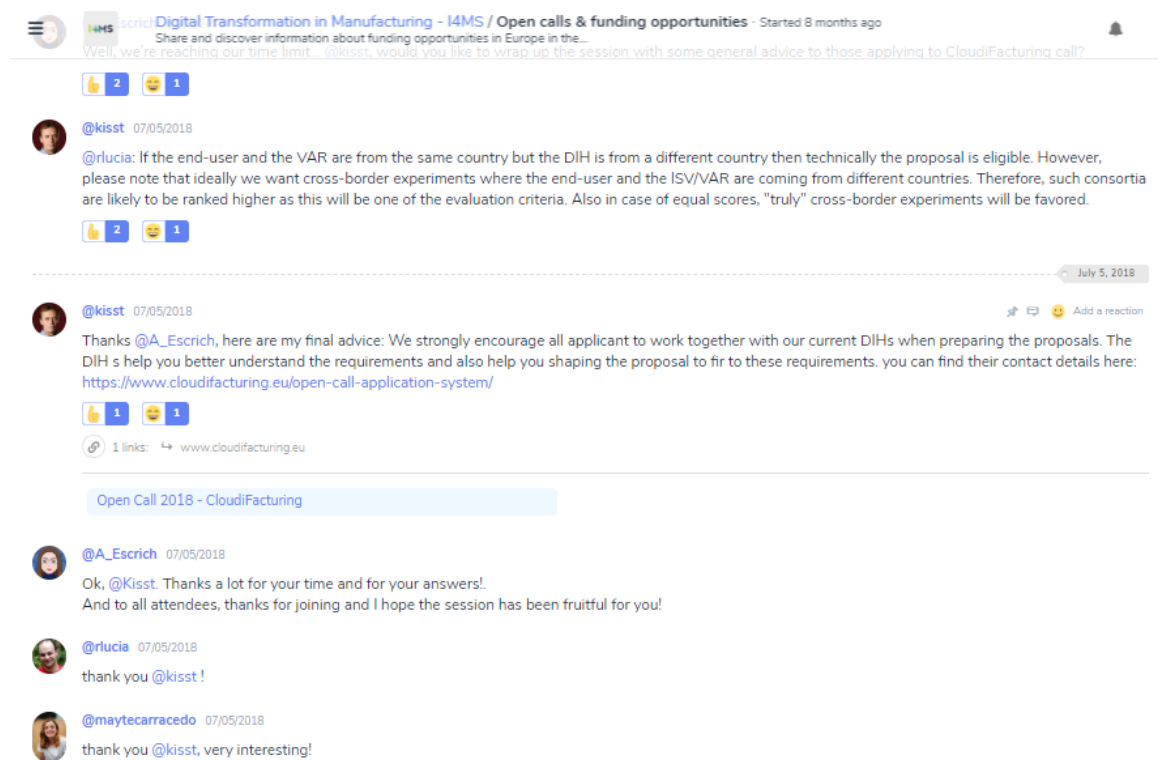 I4MS
Digital Transformation in Manufacturing - I4MS / Open calls & funding opportunities · Started 8 months ago
Share and discover information about funding opportunities in Europe in the...
Well, we're reaching our time limit... @kisst, would you like to wrap up the session with some general advice to those applying to CloudiFacturing call?
2 1
@kisst 07/05/2018
@rlucia: If the end-user and the VAR are from the same country but the DIH is from a different country then technically the proposal is eligible. However,
please note that ideally we want cross-border experiments where the end-user and the ISV/VAR are coming from different countries. Therefore, such consortia
are likely to be ranked higher as this will be one of the evaluation criteria. Also in case of equal scores, "truly" cross-border experiments will be favored.
2 1
July 5, 2018
@kisst 07/05/2018 Add a reaction
Thanks @A_Escrich, here are my final advice: We strongly encourage all applicant to work together with our current DIHs when preparing the proposals. The
DIH s help you better understand the requirements and also help you shaping the proposal to fir to these requirements. you can find their contact details here:
https://www.cloudifacturing.eu/open-call-application-system/
1 1
1 links: www.cloudifacturing.eu
Open Call 2018 - CloudiFacturing
@A_Escrich 07/05/2018
Ok, @Kisst. Thanks a lot for your time and for your answers!.
And to all attendees, thanks for joining and I hope the session has been fruitful for you!
@rlucia 07/05/2018
thank you @kisst !
@maytecarracedo 07/05/2018
thank you @kisst, very interesting!